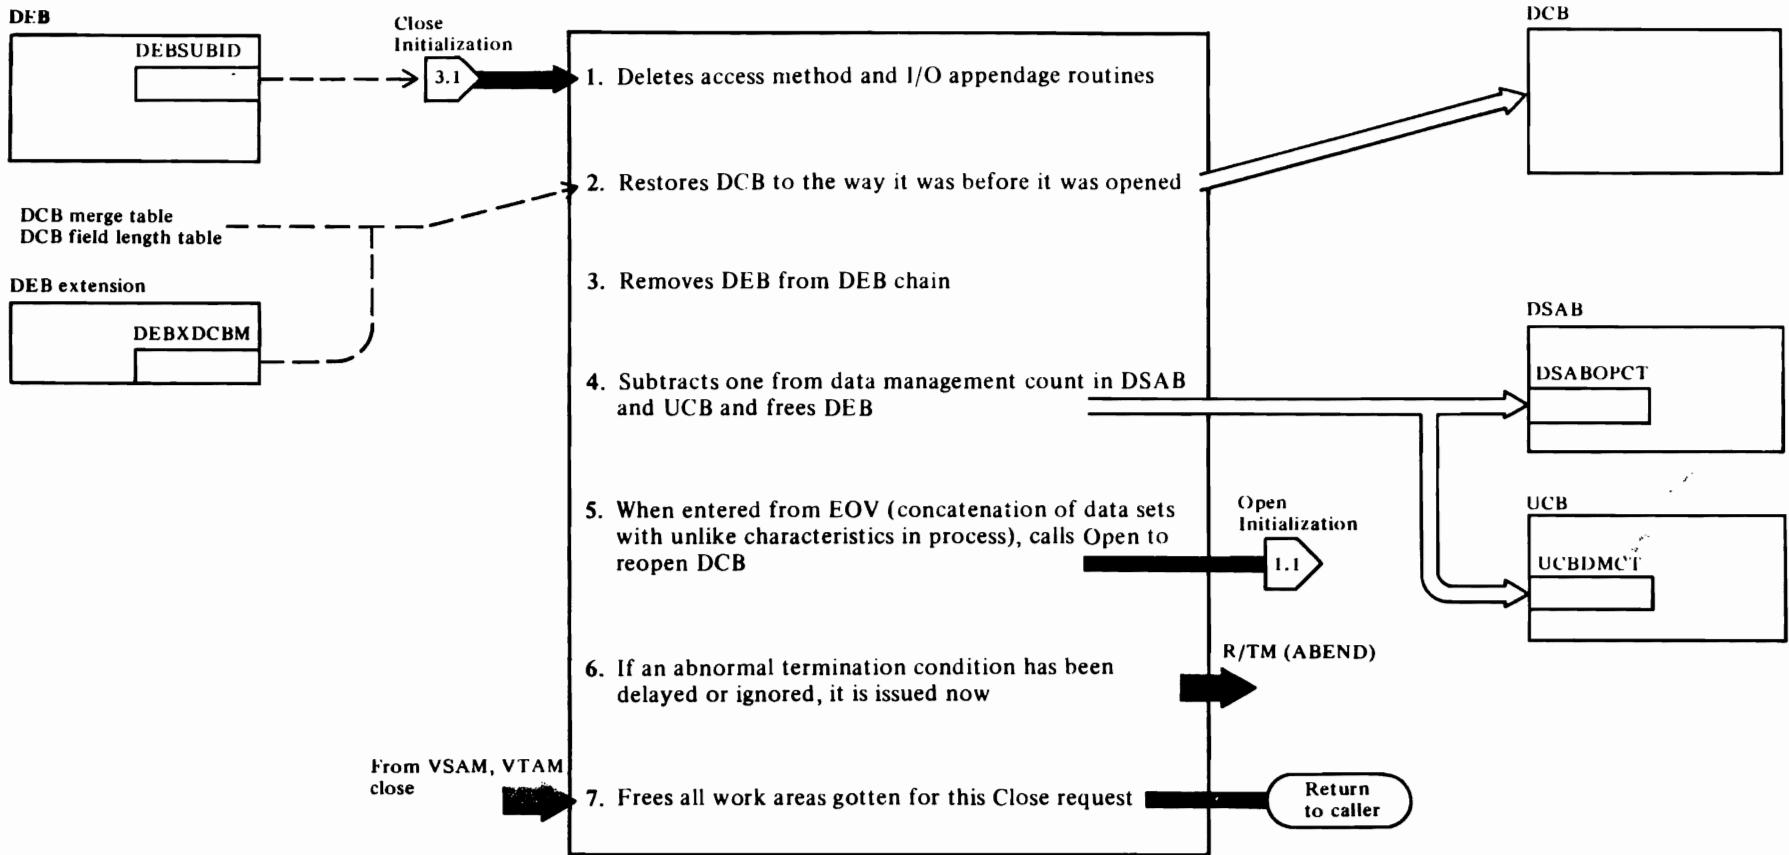 DEB
DEBSUBID
Close
Initialization
3.1
DCB merge table
DCB field length table
DEB extension
DEBXDCBM
1. Deletes access method and I/O appendage routines
2. Restores DCB to the way it was before it was opened
3. Removes DEB from DEB chain
4. Subtracts one from data management count in DSAB
and UCB and frees DEB
5. When entered from EOV (concatenation of data sets
with unlike characteristics in process), calls Open to
reopen DCB
6. If an abnormal termination condition has been
delayed or ignored, it is issued now
From VSAM, VTAM
close
7. Frees all work areas gotten for this Close request
Open
Initialization
1.1
R/TM (ABEND)
Return
to caller
DCB
DSAB
DSABOPCT
UCB
UCBDMCT